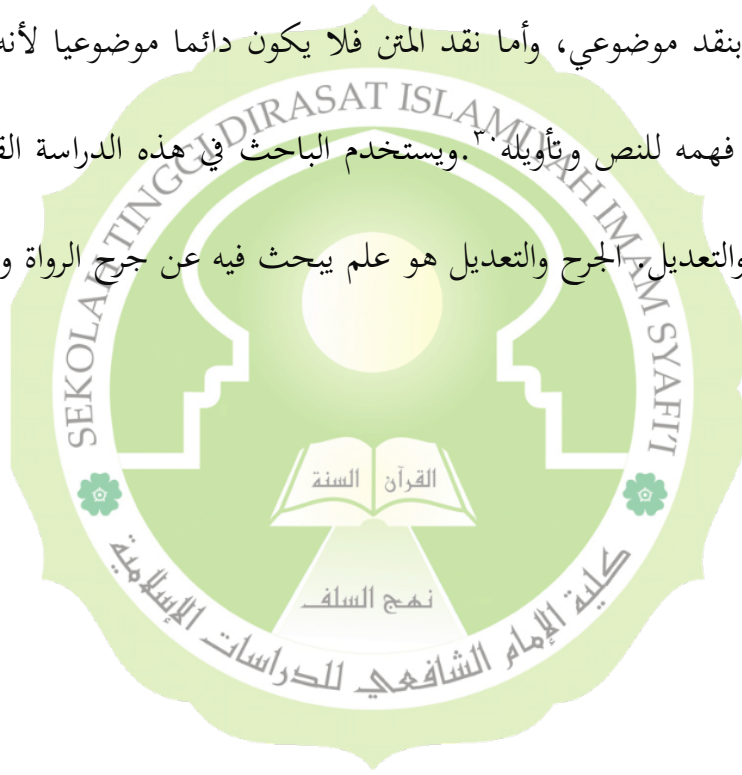 بنقد موضوعي، وأما نقد المتن فلا يكون دائما موضوعيا لأنه
فهمه للنص وتأويله٣٠. ويستخدم الباحث في هذه الدراسة
والتعديل. الجرح والتعديل هو علم يبحث فيه عن جرح الرواة و
SEKOLAH TINGGI DIRASAT ISLAMIYAH IMAM SYAFI'I
القرآن
السنة
نهج السلف
كلية الإمام الشافعي للدراسات الإسلامية